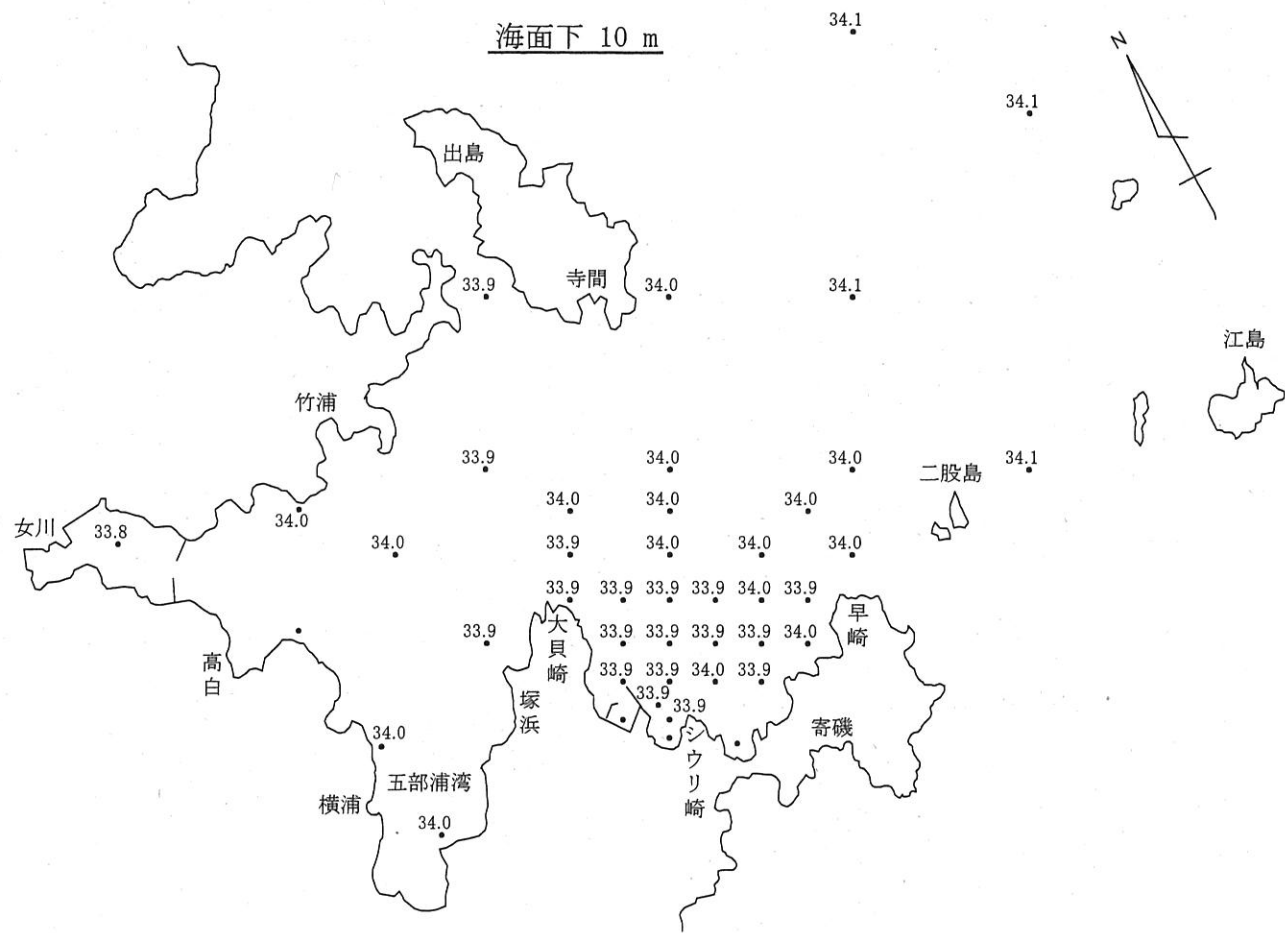 海面下 10 m
34.1
34.1
N
出島
寺間
33.9 34.0 34.1
江島
竹浦
33.9 34.0 34.0 34.1
二股島
34.0 34.0 34.0
女川
33.8
34.0
34.0 33.9 34.0 34.0 34.0
33.9 33.9 33.9 33.9 34.0 33.9
早崎
大貝崎
33.9 33.9 33.9 33.9 33.9 34.0
高白
33.9 33.9 34.0 33.9
塚浜
33.9
33.9
寄磯
シウリ崎
34.0
五部浦湾
横浦
34.0